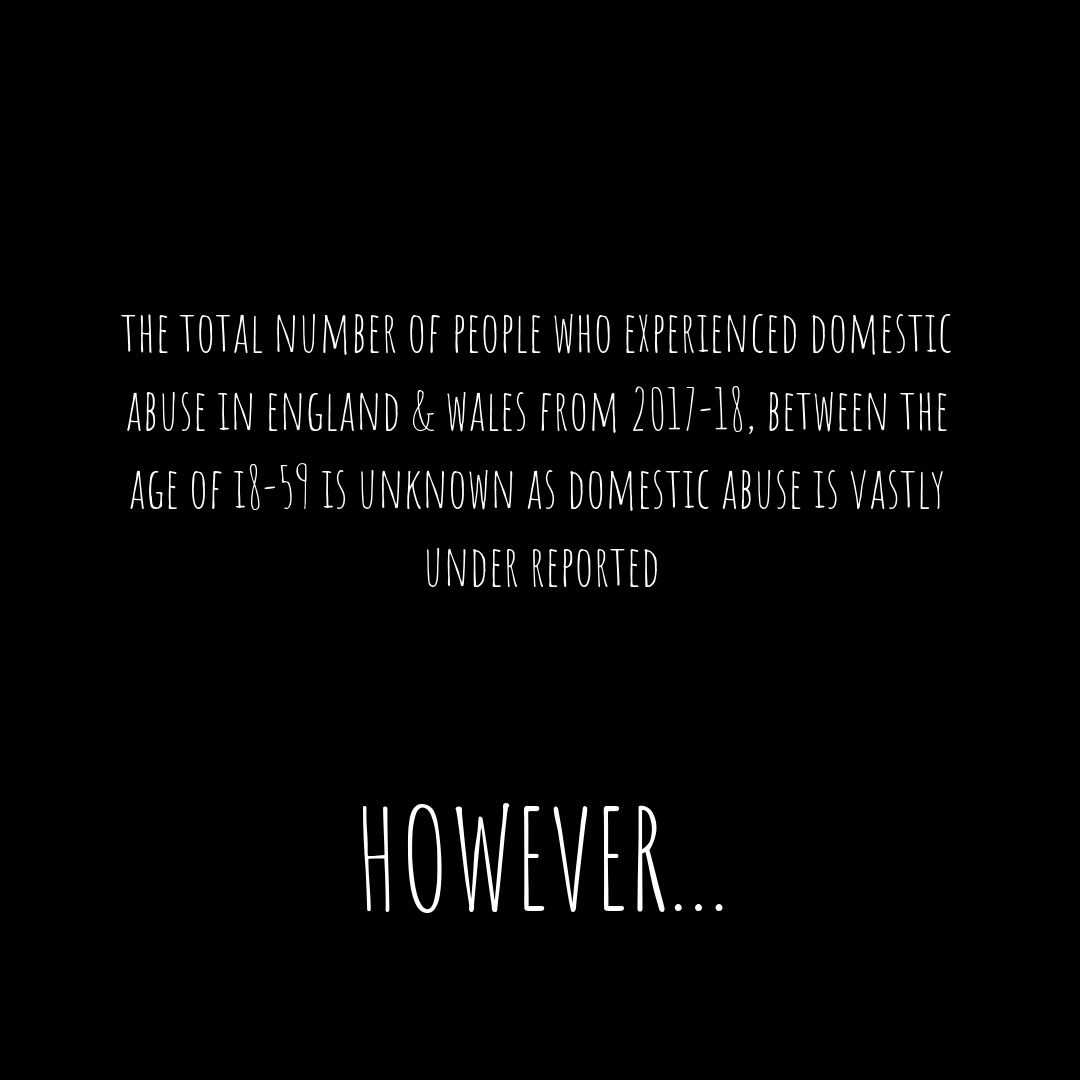 THE TOTAL NUMBER OF PEOPLE WHO EXPERIENCED DOMESTIC
ABUSE IN ENGLAND & WALES FROM 2017-18, BETWEEN THE
AGE OF 18-59 IS UNKNOWN AS DOMESTIC ABUSE IS VASTLY
UNDER REPORTED
HOWEVER...